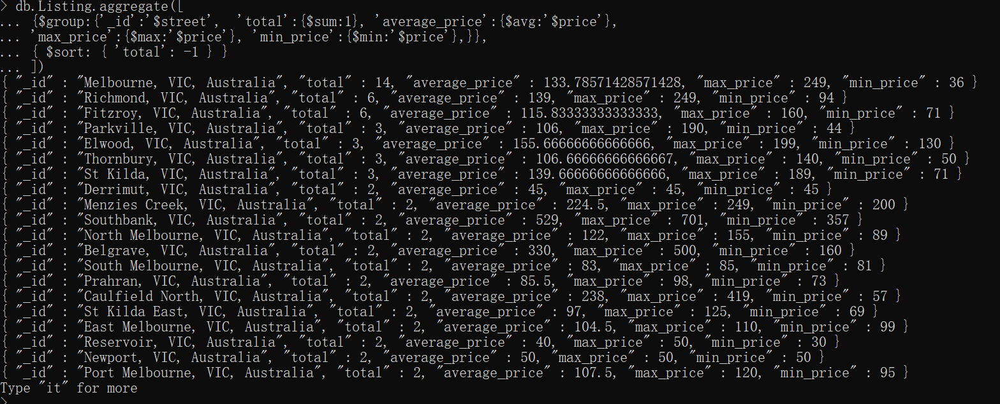 > db.Listing.aggregate([
... {$group:{'_id':'$street', 'total':{$sum:1}, 'average_price':{$avg:'$price'},
... 'max_price':{$max:'$price'}, 'min_price':{$min:'$price'},}},
... { $sort: { 'total': -1 } }
... ])
{ "_id" : "Melbourne, VIC, Australia", "total" : 14, "average_price" : 133.78571428571428, "max_price" : 249, "min_price" : 36 }
{ "_id" : "Richmond, VIC, Australia", "total" : 6, "average_price" : 139, "max_price" : 249, "min_price" : 94 }
{ "_id" : "Fitzroy, VIC, Australia", "total" : 6, "average_price" : 115.83333333333333, "max_price" : 160, "min_price" : 71 }
{ "_id" : "Parkville, VIC, Australia", "total" : 3, "average_price" : 106, "max_price" : 190, "min_price" : 44 }
{ "_id" : "Elwood, VIC, Australia", "total" : 3, "average_price" : 155.66666666666666, "max_price" : 199, "min_price" : 130 }
{ "_id" : "Thornbury, VIC, Australia", "total" : 3, "average_price" : 106.66666666666667, "max_price" : 140, "min_price" : 50 }
{ "_id" : "St Kilda, VIC, Australia", "total" : 3, "average_price" : 139.66666666666666, "max_price" : 189, "min_price" : 71 }
{ "_id" : "Derrimut, VIC, Australia", "total" : 2, "average_price" : 45, "max_price" : 45, "min_price" : 45 }
{ "_id" : "Menzies Creek, VIC, Australia", "total" : 2, "average_price" : 224.5, "max_price" : 249, "min_price" : 200 }
{ "_id" : "Southbank, VIC, Australia", "total" : 2, "average_price" : 529, "max_price" : 701, "min_price" : 357 }
{ "_id" : "North Melbourne, VIC, Australia", "total" : 2, "average_price" : 122, "max_price" : 155, "min_price" : 89 }
{ "_id" : "Belgrave, VIC, Australia", "total" : 2, "average_price" : 330, "max_price" : 500, "min_price" : 160 }
{ "_id" : "South Melbourne, VIC, Australia", "total" : 2, "average_price" : 83, "max_price" : 85, "min_price" : 81 }
{ "_id" : "Prahran, VIC, Australia", "total" : 2, "average_price" : 85.5, "max_price" : 98, "min_price" : 73 }
{ "_id" : "Caulfield North, VIC, Australia", "total" : 2, "average_price" : 238, "max_price" : 419, "min_price" : 57 }
{ "_id" : "St Kilda East, VIC, Australia", "total" : 2, "average_price" : 97, "max_price" : 125, "min_price" : 69 }
{ "_id" : "East Melbourne, VIC, Australia", "total" : 2, "average_price" : 104.5, "max_price" : 110, "min_price" : 99 }
{ "_id" : "Reservoir, VIC, Australia", "total" : 2, "average_price" : 40, "max_price" : 50, "min_price" : 30 }
{ "_id" : "Newport, VIC, Australia", "total" : 2, "average_price" : 50, "max_price" : 50, "min_price" : 50 }
{ "_id" : "Port Melbourne, VIC, Australia", "total" : 2, "average_price" : 107.5, "max_price" : 120, "min_price" : 95 }
Type "it" for more
>